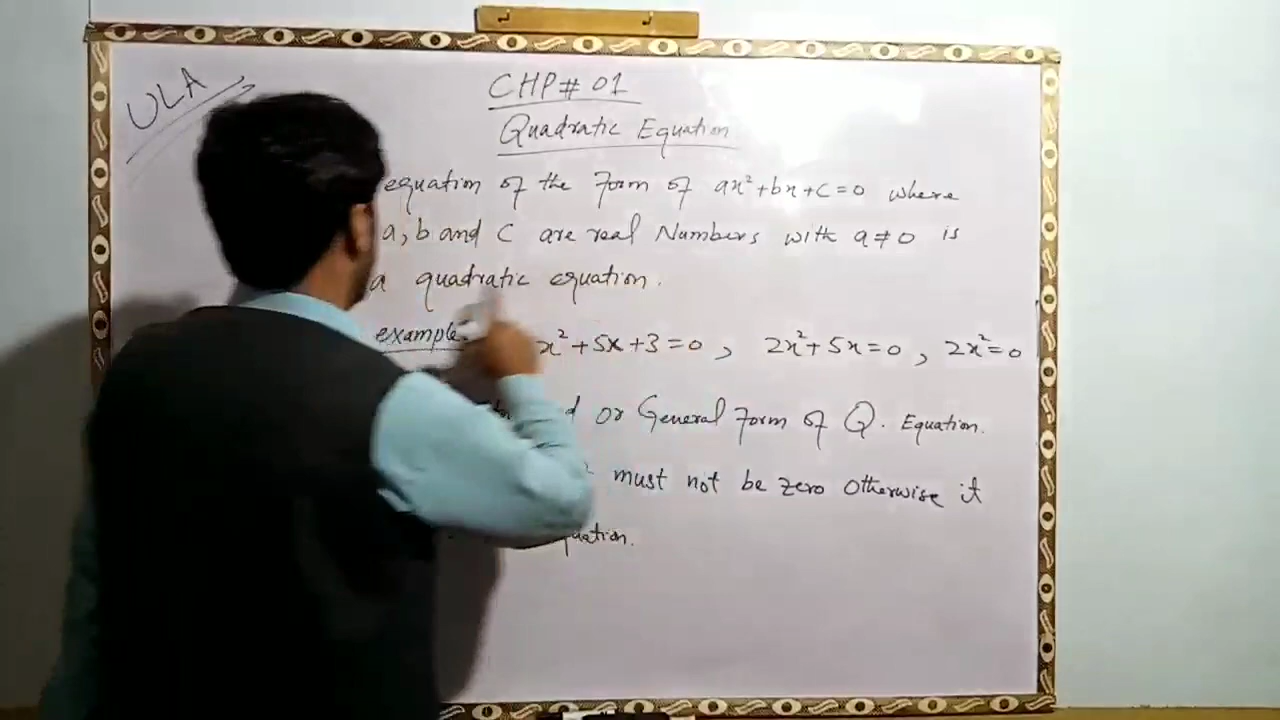 ULA
CHP# 01
Quadratic Equation
equation of the Form of ax²+bx+c=0 where
a, b and c are real Numbers with a≠0 is
a quadratic equation.
example: x²+5x+3=0, 2x²+5x=0, 2x²=0
or General Form of Q. Equation.
must not be zero otherwise it